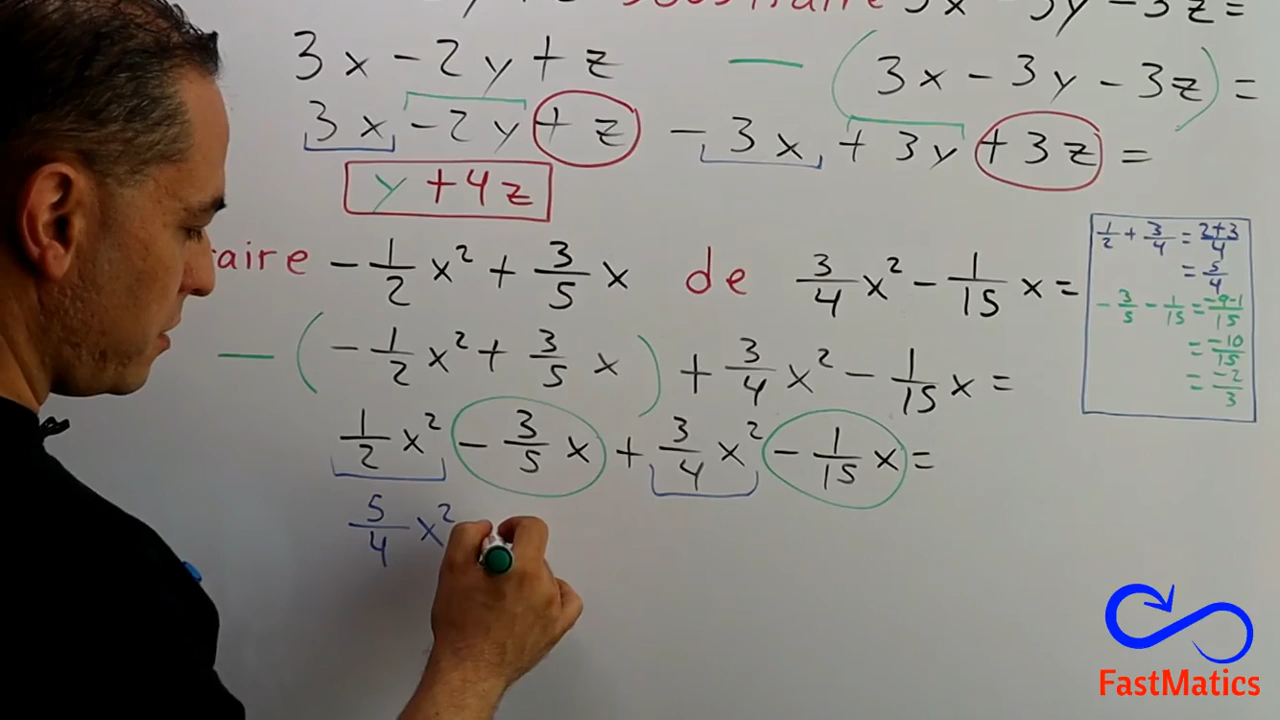 3x - 3y - 3z =
3x - 2y + z - (3x - 3y - 3z) =
3x - 2y + z - 3x + 3y + 3z =
y + 4z
raire -1/2 x² + 3/5 x de 3/4 x² - 1/15 x =
- (-1/2 x² + 3/5 x) + 3/4 x² - 1/15 x =
1/2 x² - 3/5 x + 3/4 x² - 1/15 x =
5/4 x²
1/2 + 3/4 = 2+3/4
= 5/4
-3/5 - 1/15 = -9-1/15
= -10/15
= -2/3
FastMatics